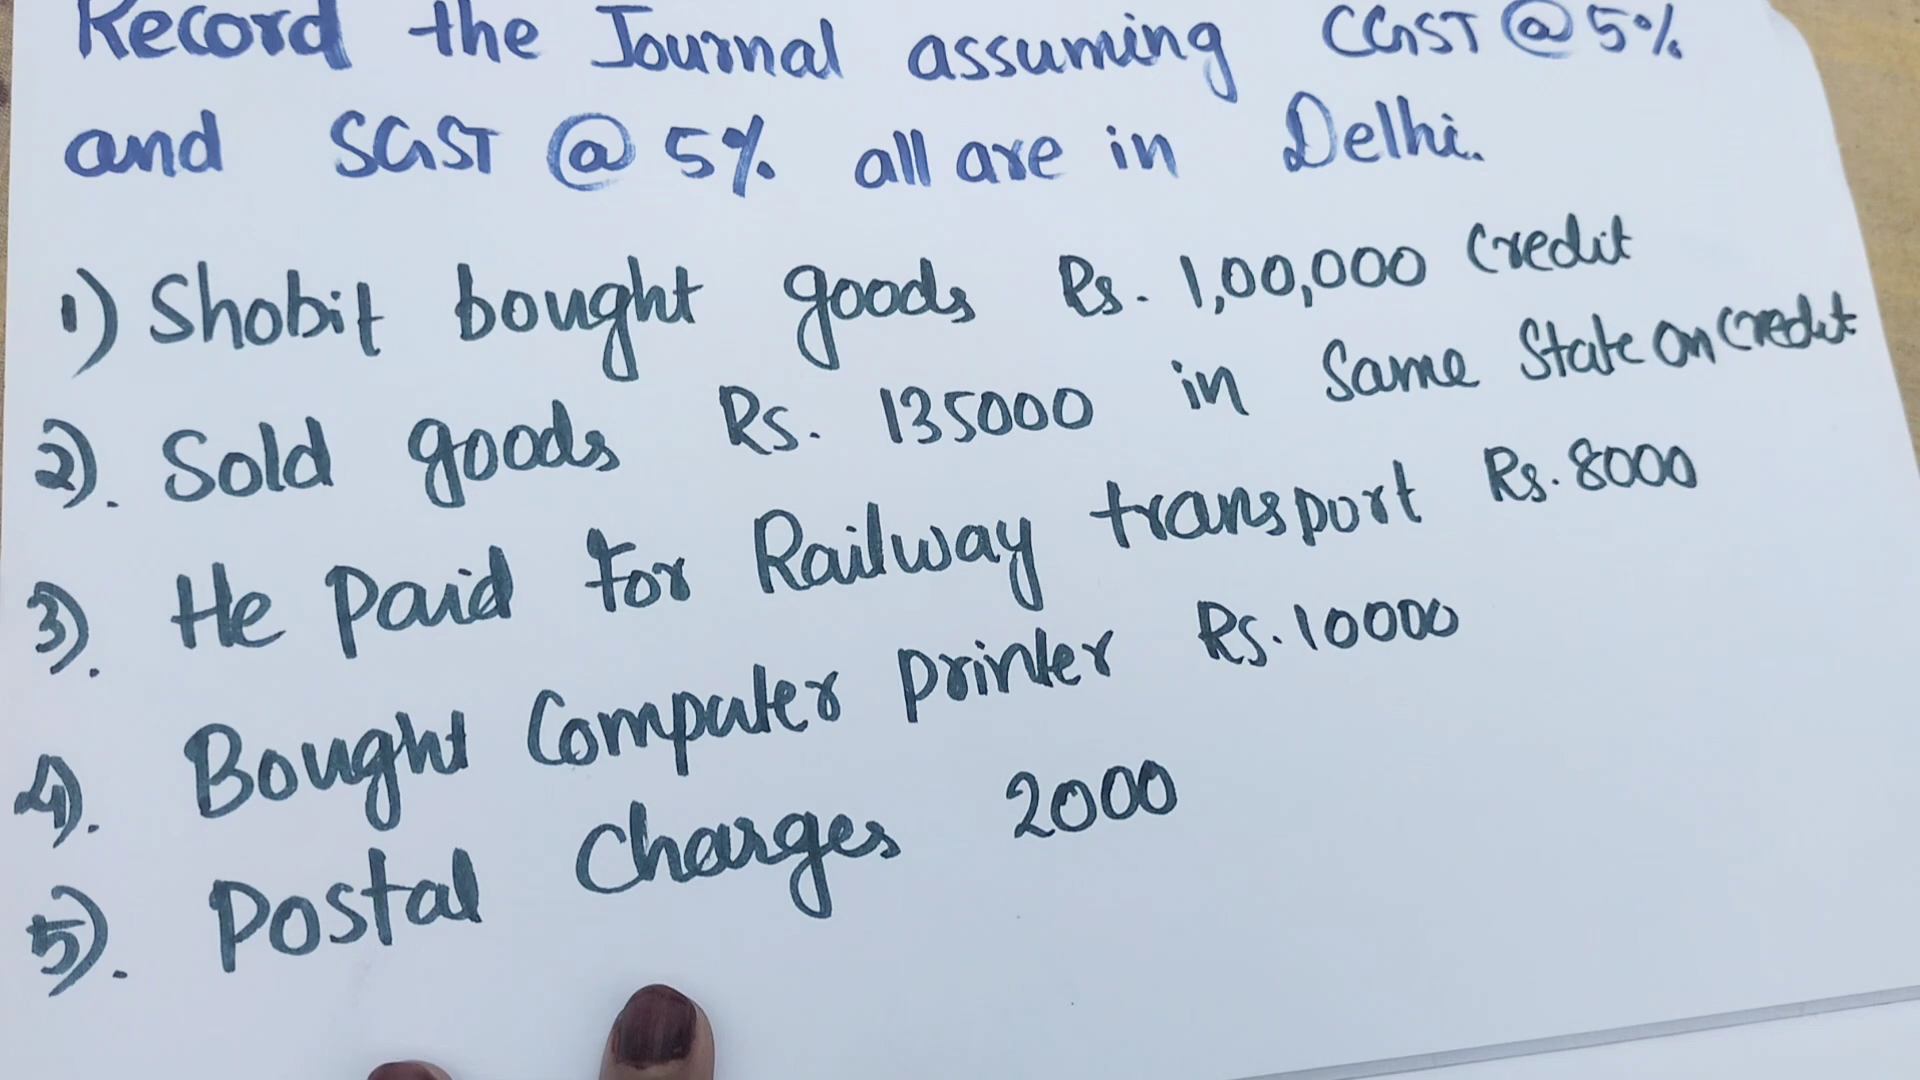 Record the Journal assuming CGST @ 5%
and SGST @ 5% all are in Delhi.
1) Shobit bought goods Rs. 1,00,000 Credit
2). Sold goods Rs. 135000 in Same State on Credit
3). He paid for Railway transport Rs. 8000
4). Bought Computer printer Rs. 10000
5). Postal Charges 2000